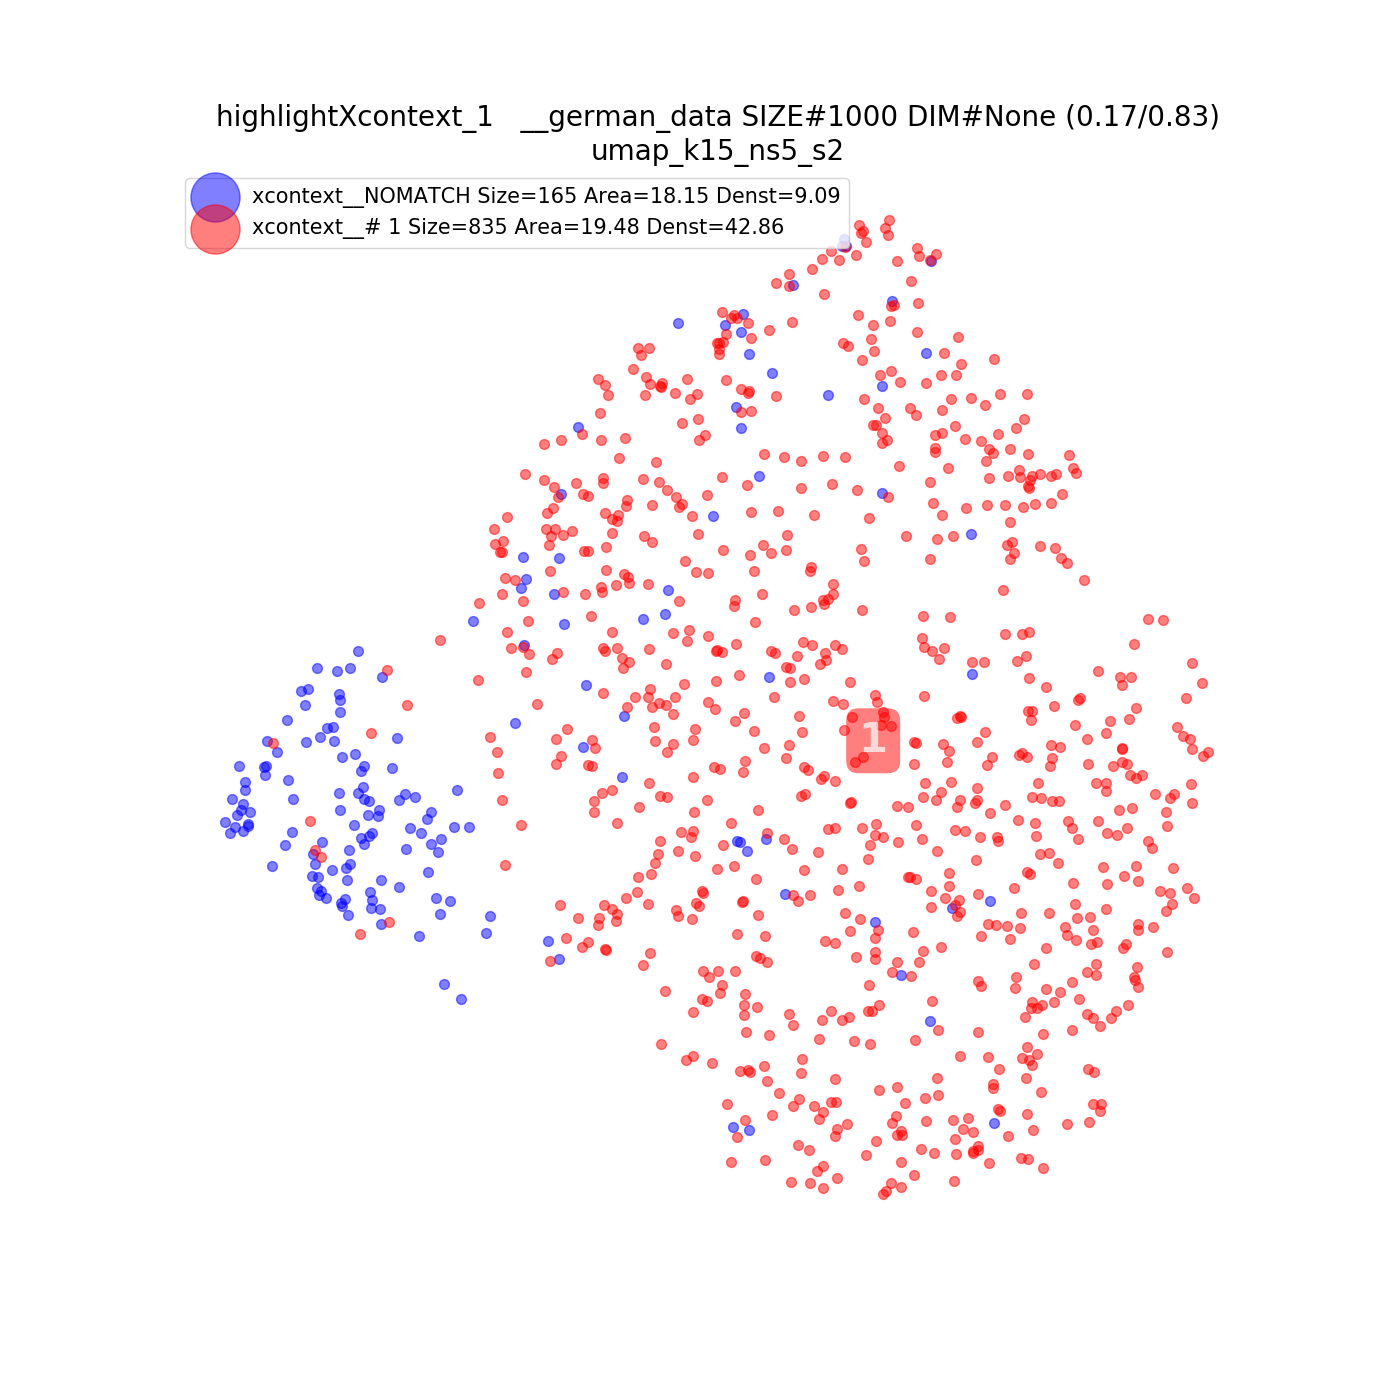 highlightXcontext_1 __german_data SIZE#1000 DIM#None (0.17/0.83)
umap_k15_ns5_s2
xcontext__NOMATCH Size=165 Area=18.15 Denst=9.09
xcontext__# 1 Size=835 Area=19.48 Denst=42.86
1